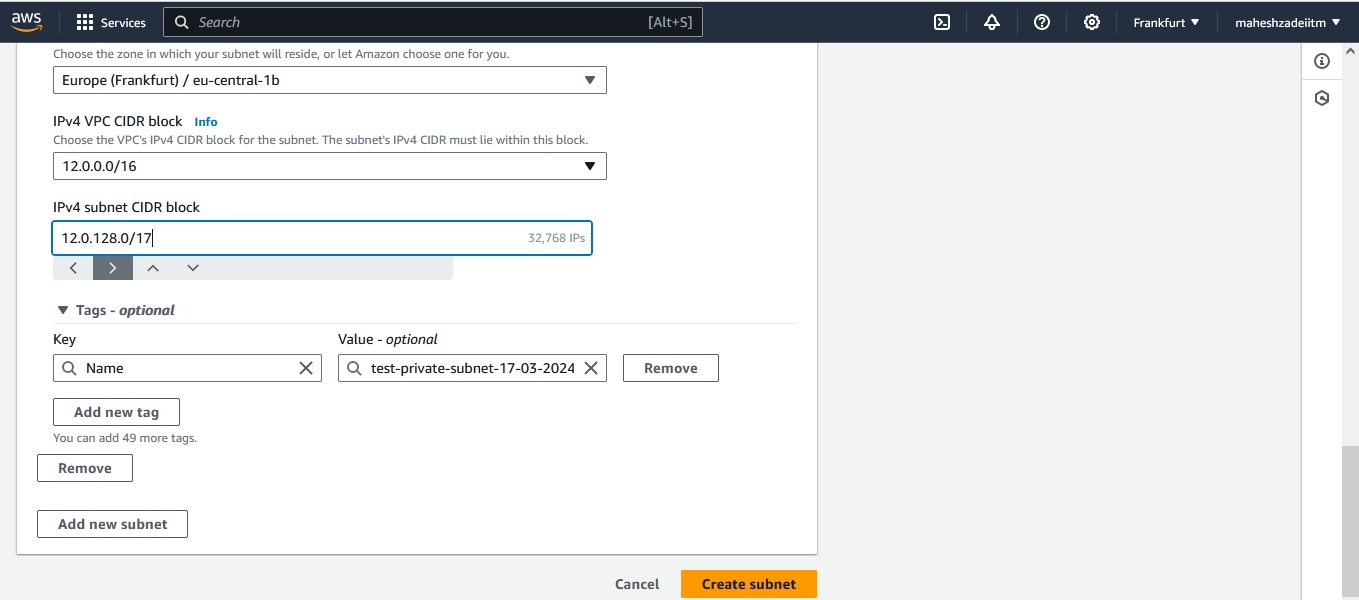 aws Services Search [Alt+S] Frankfurt maheshzadeiitm
Choose the zone in which your subnet will reside, or let Amazon choose one for you.
Europe (Frankfurt) / eu-central-1b
IPv4 VPC CIDR block Info
Choose the VPC's IPv4 CIDR block for the subnet. The subnet's IPv4 CIDR must lie within this block.
12.0.0.0/16
IPv4 subnet CIDR block
12.0.128.0/17 32,768 IPs
Tags - optional
Key Value - optional
Name test-private-subnet-17-03-2024 Remove
Add new tag
You can add 49 more tags.
Remove
Add new subnet
Cancel Create subnet